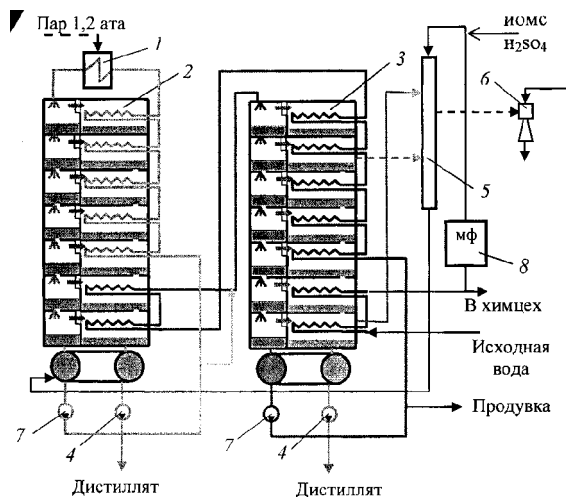 Пар 1,2 ата
ИОМС
H₂SO₄
1
2
3
6
5
мф
8
В химцех
Исходная
вода
Продувка
7
4
7
4
Дистиллят
Дистиллят